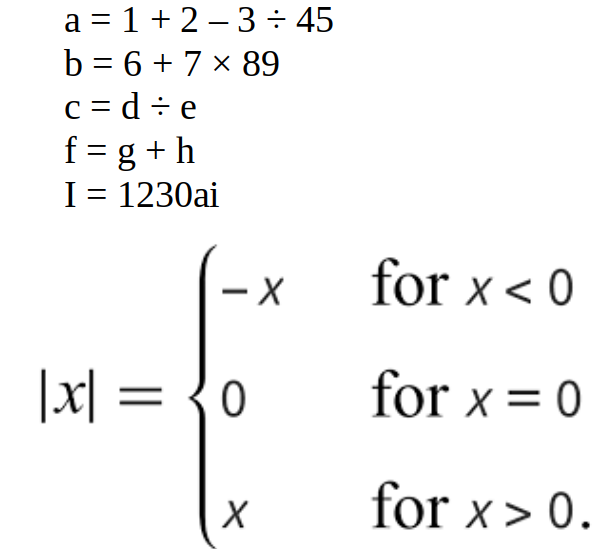 a = 1 + 2 – 3 ÷ 45
b = 6 + 7 × 89
c = d ÷ e
f = g + h
I = 1230ai
– x for x < 0
|x| = { 0 for x = 0
x for x > 0.